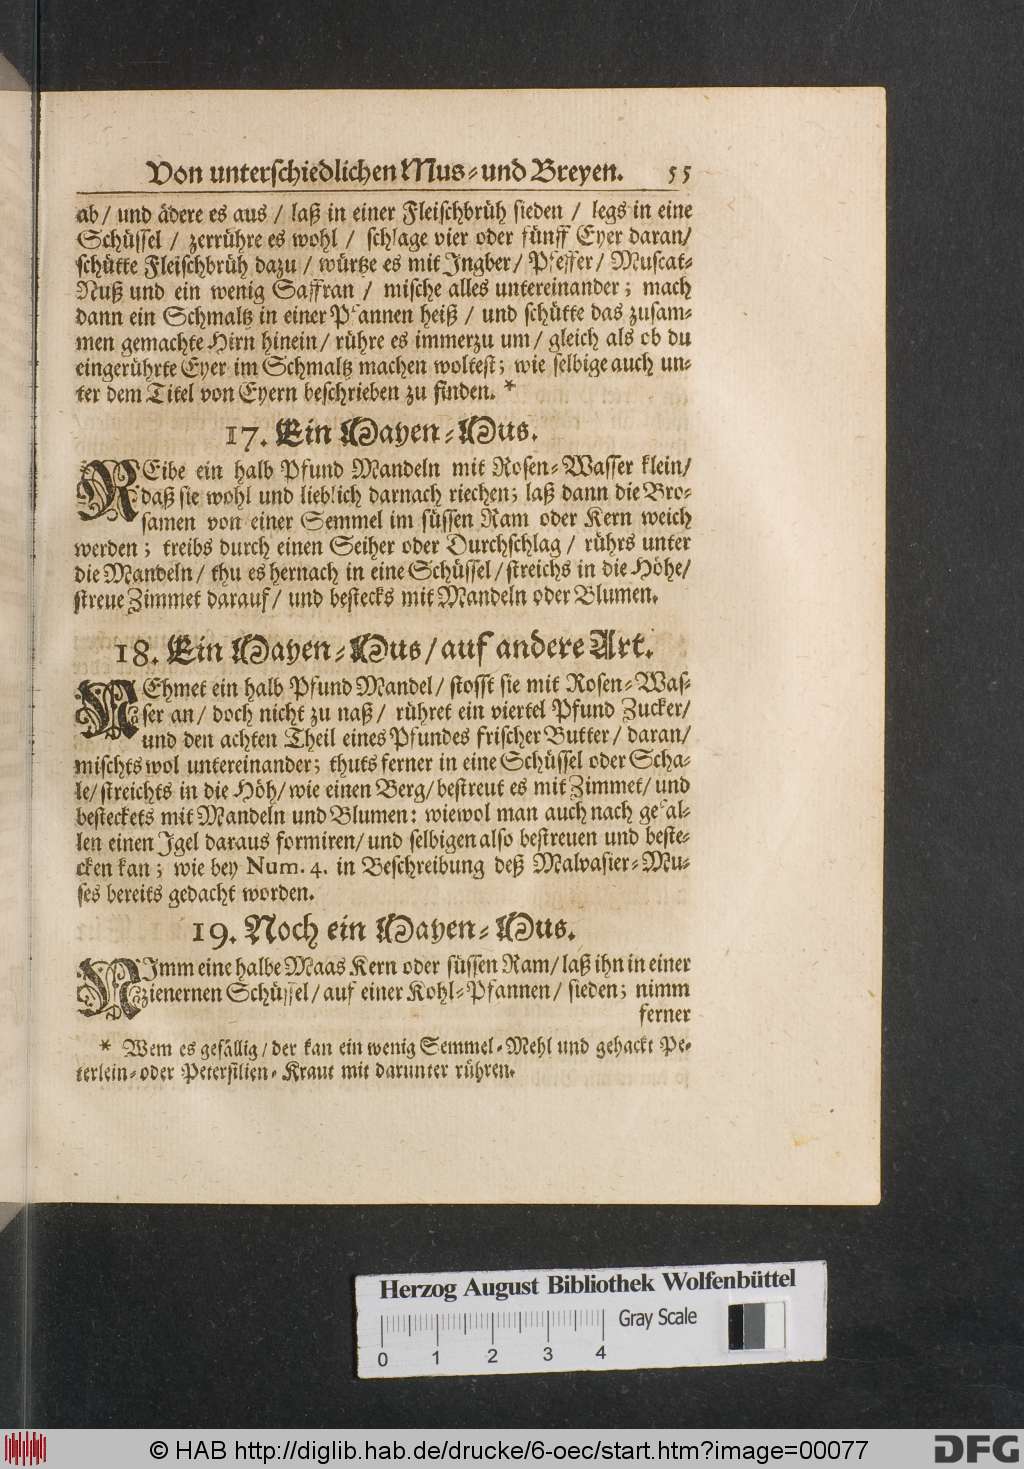 Von unterschiedlichen Mus- und Breyen. 55
ab / und ädere es aus / laß in einer Fleischbrüh sieden / legs in eine
Schüssel / zerrühre es wohl / schlage vier oder fünff Eyer daran/
schütte Fleischbrüh dazu / würtze es mit Ingber / Pfeffer / Muscat-
Nuß und ein wenig Saffran / mische alles untereinander; mach
dann ein Schmaltz in einer Pfannen heiß / und schütte das zusam-
men gemachte Hirn hinein / rühre es immerzu um / gleich als ob du
eingerührte Eyer im Schmaltz machen woltest; wie selbige auch un-
ter dem Titel von Eyern beschrieben zu finden. *
17. Ein Mayen-Mus.
REibe ein halb Pfund Mandeln mit Rosen-Wasser klein/
daß sie wohl und lieblich darnach riechen; laß dann die Bro-
samen von einer Semmel im süssen Ram oder Kern weich
werden; treibs durch einen Seiher oder Durchschlag / rührs unter
die Mandeln / thu es hernach in eine Schüssel / streichs in die Höhe/
streue Zimmet darauf / und bestecks mit Mandeln oder Blumen.
18. Ein Mayen-Mus / auf andere Art.
NEhmet ein halb Pfund Mandel / stosst sie mit Rosen-Was-
ser an / doch nicht zu naß / rühret ein viertel Pfund Zucker/
und den achten Theil eines Pfundes frischer Butter / daran/
mischts wol untereinander; thuts ferner in eine Schüssel oder Scha-
le / streichts in die Höh / wie einen Berg / bestreut es mit Zimmet / und
besteckets mit Mandeln und Blumen: wiewol man auch nach gefal-
len einen Igel daraus formiren / und selbigen also bestreuen und beste-
cken kan; wie bey Num. 4. in Beschreibung deß Malvasier-Mu-
ses bereits gedacht worden.
19. Noch ein Mayen-Mus.
NImm eine halbe Maas Kern oder süssen Ram / laß ihn in einer
zienernen Schüssel / auf einer Kohl-Pfannen / sieden; nimm
ferner
* Wem es gefällig / der kan ein wenig Semmel-Mehl und gehackt Pe-
terlein- oder Petersilien-Kraut mit darunter rühren.
Herzog August Bibliothek Wolfenbüttel
Gray Scale
0 1 2 3 4
© HAB http://diglib.hab.de/drucke/6-oec/start.htm?image=00077
DFG